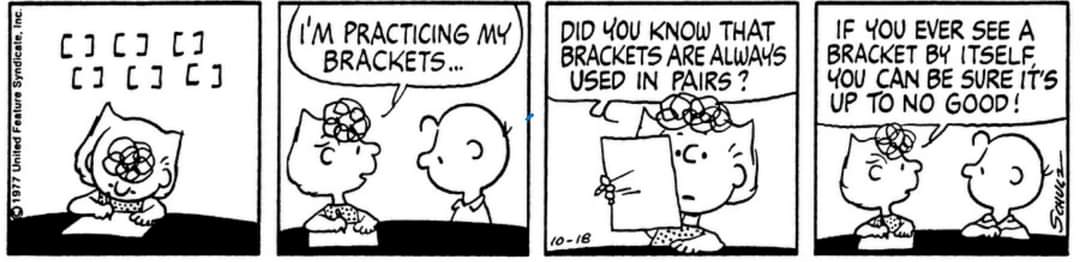 ©1977 United Feature Syndicate, Inc.
[ ] [ ] [ ]
[ ] [ ] [ ]
I'M PRACTICING MY
BRACKETS...
DID YOU KNOW THAT
BRACKETS ARE ALWAYS
USED IN PAIRS?
10-18
IF YOU EVER SEE A
BRACKET BY ITSELF,
YOU CAN BE SURE IT'S
UP TO NO GOOD!
SCHULZ